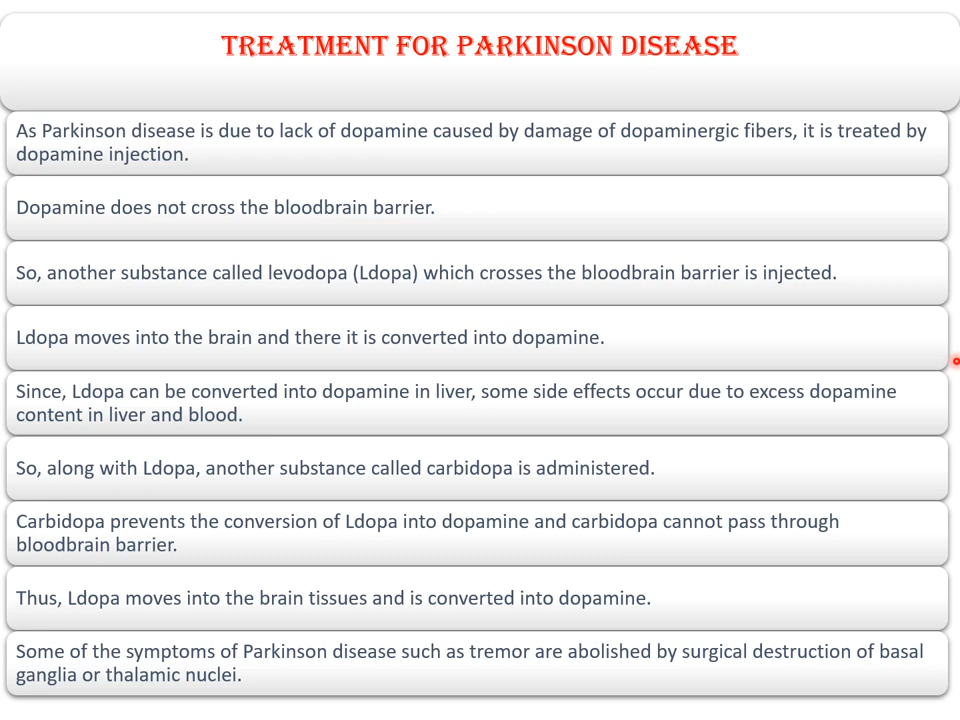 TREATMENT FOR PARKINSON DISEASE
As Parkinson disease is due to lack of dopamine caused by damage of dopaminergic fibers, it is treated by
dopamine injection.
Dopamine does not cross the bloodbrain barrier.
So, another substance called levodopa (Ldopa) which crosses the bloodbrain barrier is injected.
Ldopa moves into the brain and there it is converted into dopamine.
Since, Ldopa can be converted into dopamine in liver, some side effects occur due to excess dopamine
content in liver and blood.
So, along with Ldopa, another substance called carbidopa is administered.
Carbidopa prevents the conversion of Ldopa into dopamine and carbidopa cannot pass through
bloodbrain barrier.
Thus, Ldopa moves into the brain tissues and is converted into dopamine.
Some of the symptoms of Parkinson disease such as tremor are abolished by surgical destruction of basal
ganglia or thalamic nuclei.